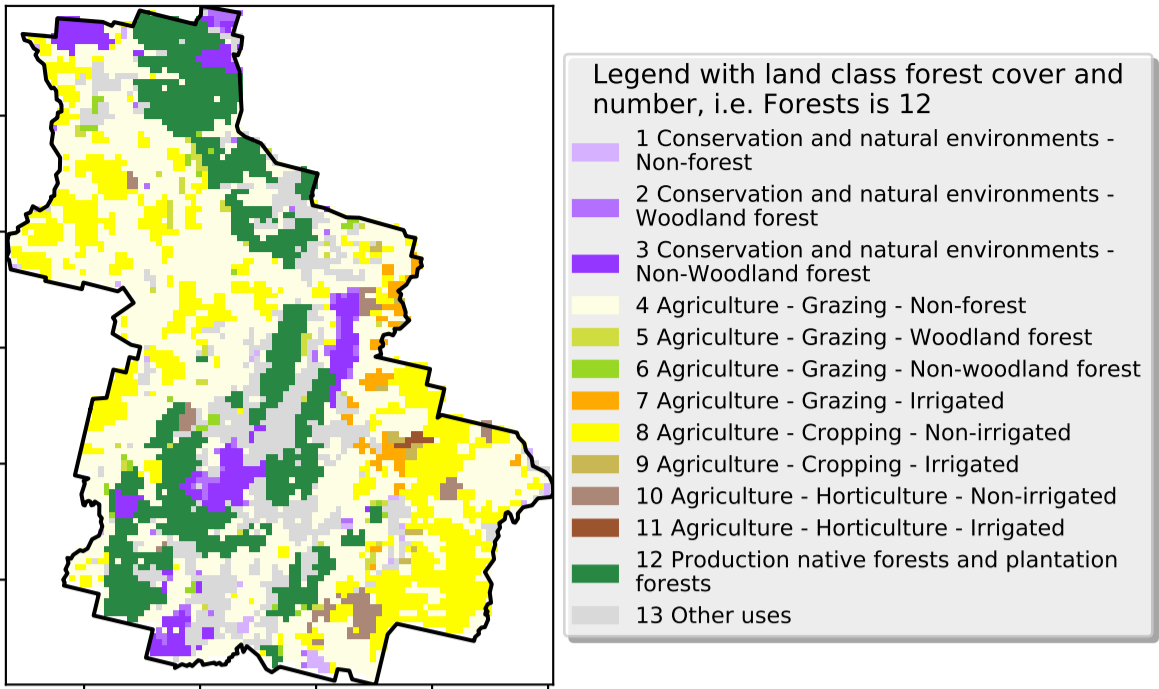 Legend with land class forest cover and
number, i.e. Forests is 12
1 Conservation and natural environments -
Non-forest
2 Conservation and natural environments -
Woodland forest
3 Conservation and natural environments -
Non-Woodland forest
4 Agriculture - Grazing - Non-forest
5 Agriculture - Grazing - Woodland forest
6 Agriculture - Grazing - Non-woodland forest
7 Agriculture - Grazing - Irrigated
8 Agriculture - Cropping - Non-irrigated
9 Agriculture - Cropping - Irrigated
10 Agriculture - Horticulture - Non-irrigated
11 Agriculture - Horticulture - Irrigated
12 Production native forests and plantation
forests
13 Other uses